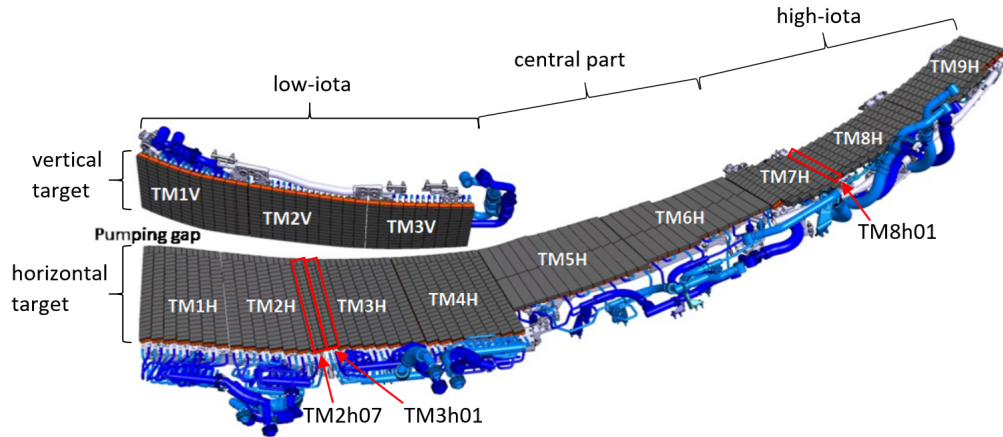 high-iota
central part
low-iota
TM9H
TM8H
TM7H
vertical
target
TM1V
TM2V
TM3V
TM6H
TM8h01
Pumping gap
horizontal
target
TM1H
TM2H
TM3H
TM4H
TM5H
TM2h07
TM3h01